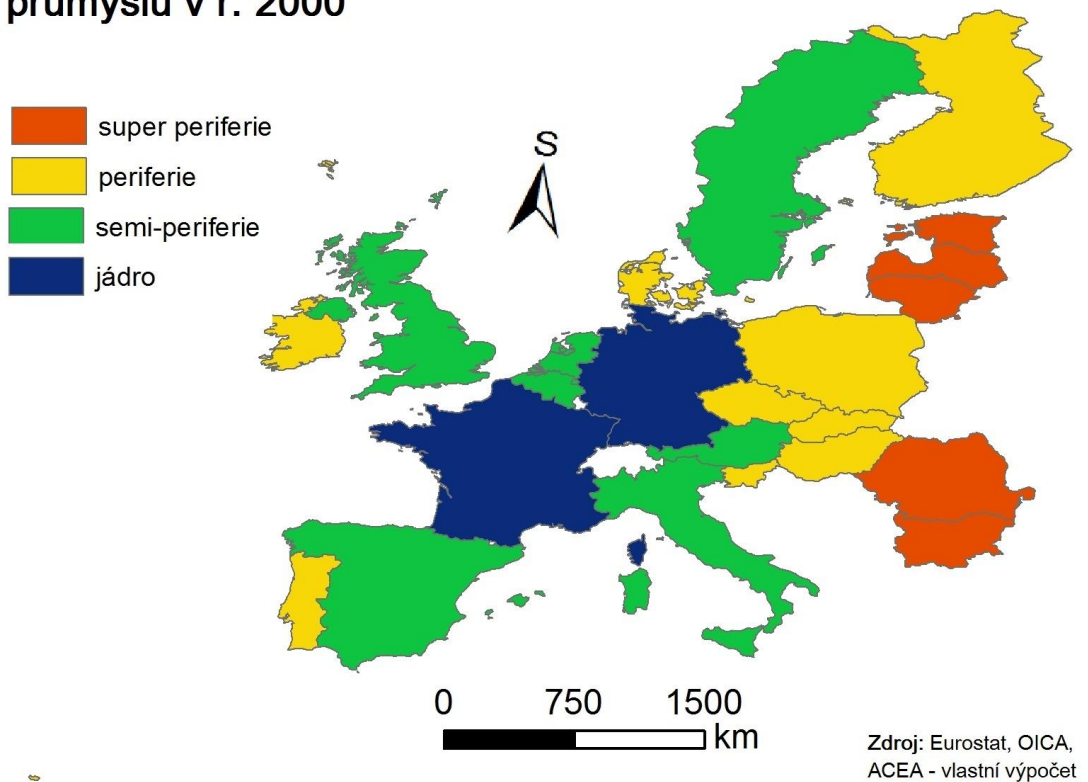 průmyslu v r. 2000
super periferie
periferie
semi-periferie
jádro
S
0 750 1500
km
Zdroj: Eurostat, OICA,
ACEA - vlastní výpočet